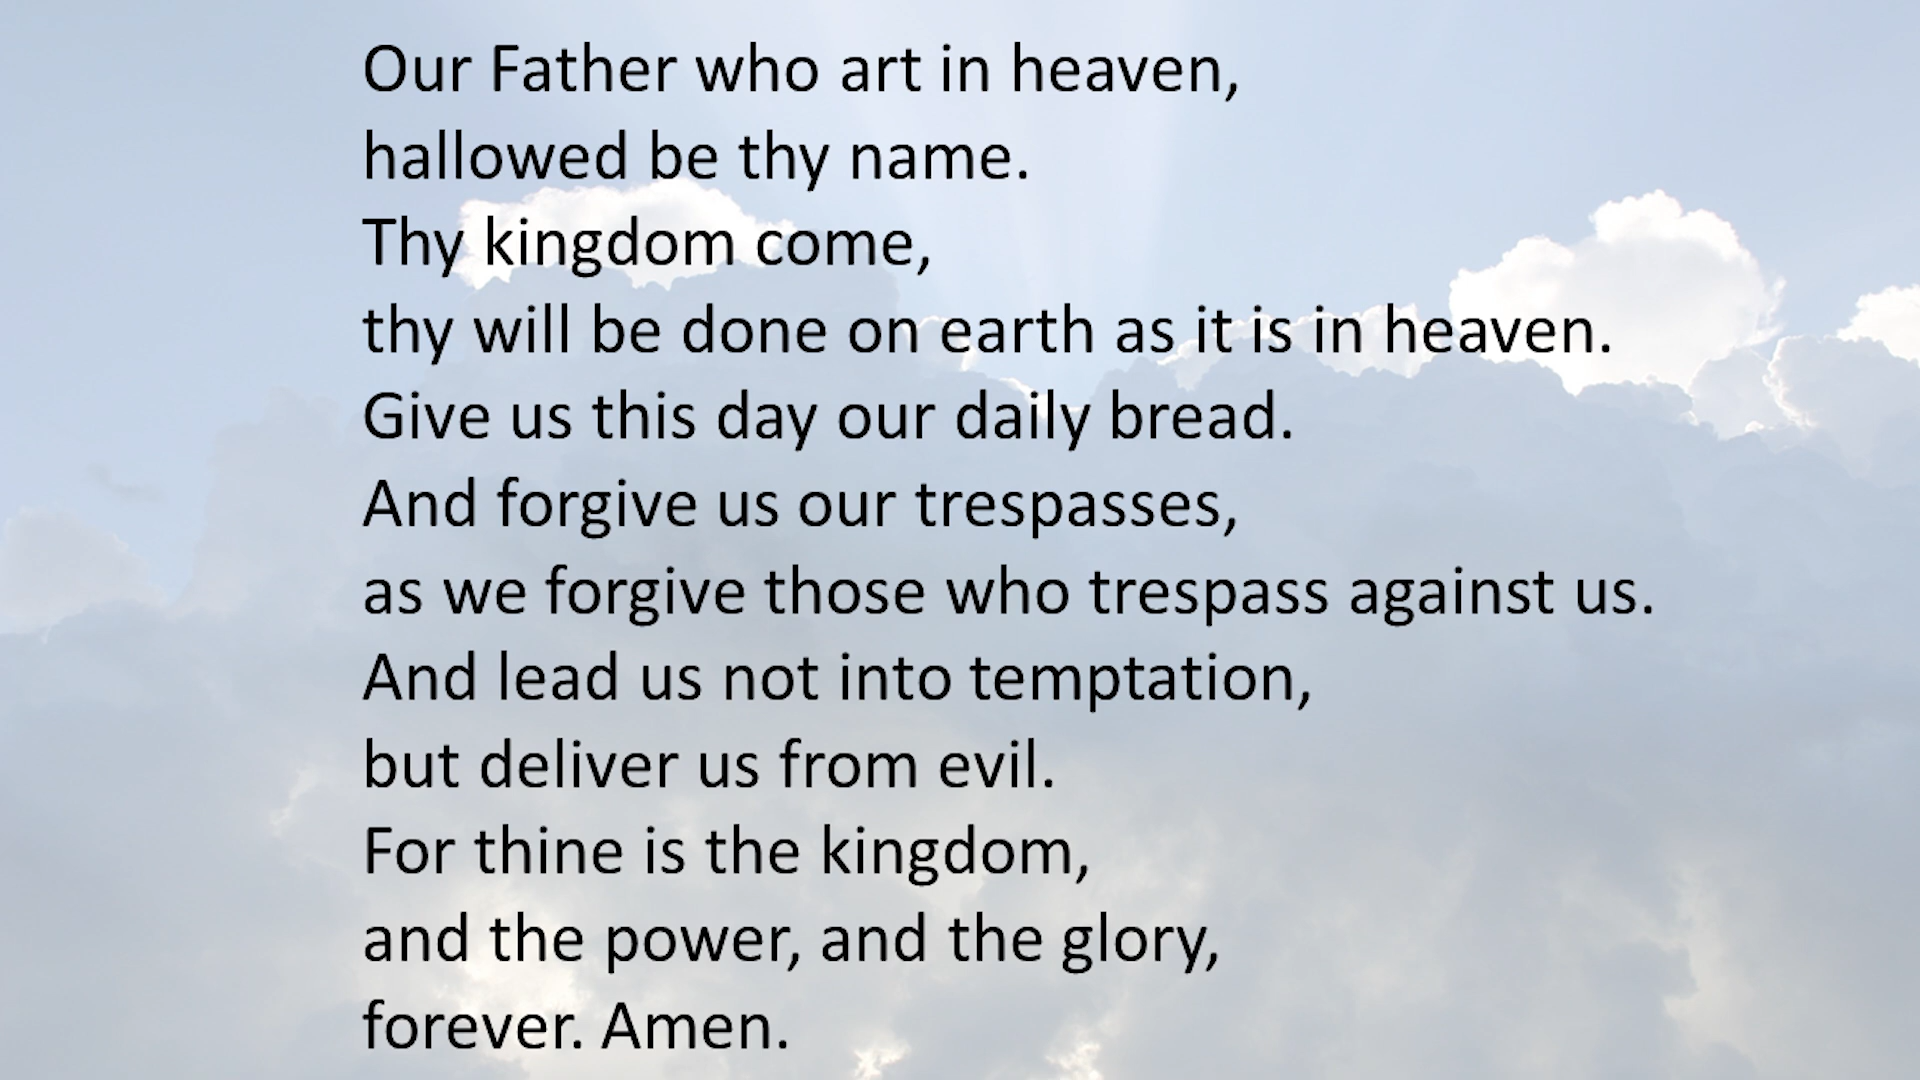 Our Father who art in heaven,
hallowed be thy name.
Thy kingdom come,
thy will be done on earth as it is in heaven.
Give us this day our daily bread.
And forgive us our trespasses,
as we forgive those who trespass against us.
And lead us not into temptation,
but deliver us from evil.
For thine is the kingdom,
and the power, and the glory,
forever. Amen.